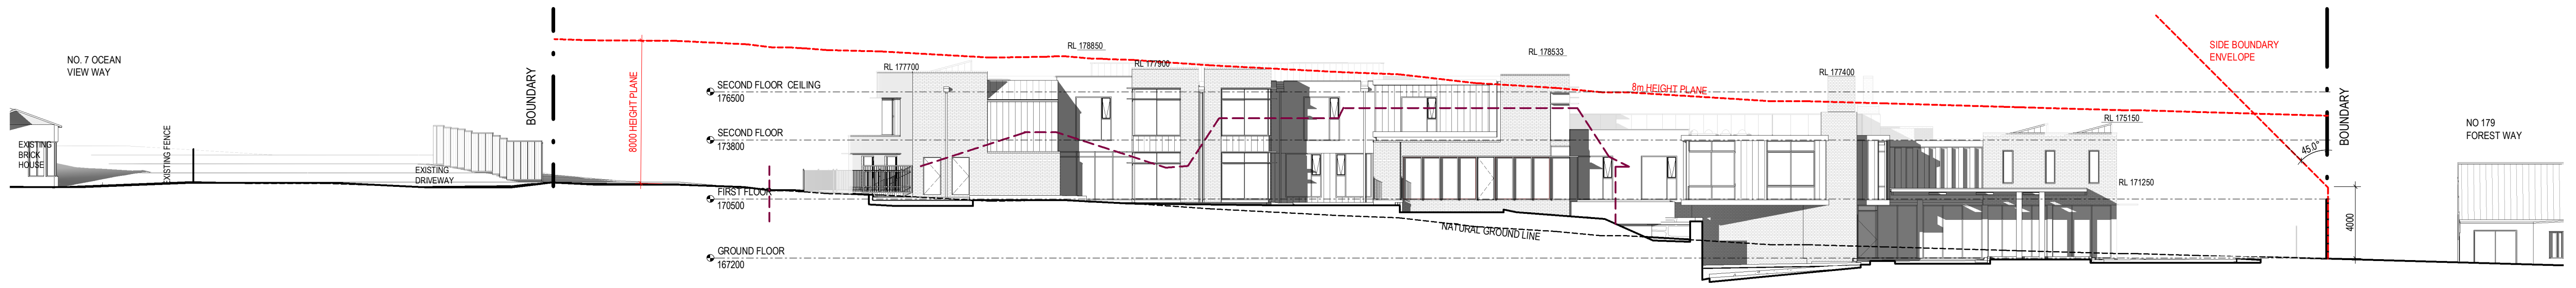 NO. 7 OCEAN
VIEW WAY
EXISTING
BRICK
HOUSE
EXISTING FENCE
EXISTING
DRIVEWAY
BOUNDARY
8000 HEIGHT PLANE
SECOND FLOOR CEILING
176500
SECOND FLOOR
173800
FIRST FLOOR
170500
GROUND FLOOR
167200
RL 177700
RL 178850
RL 177900
RL 178533
8m HEIGHT PLANE
RL 177400
NATURAL GROUND LINE
RL 175150
RL 171250
SIDE BOUNDARY
ENVELOPE
45.0°
BOUNDARY
4000
NO 179
FOREST WAY